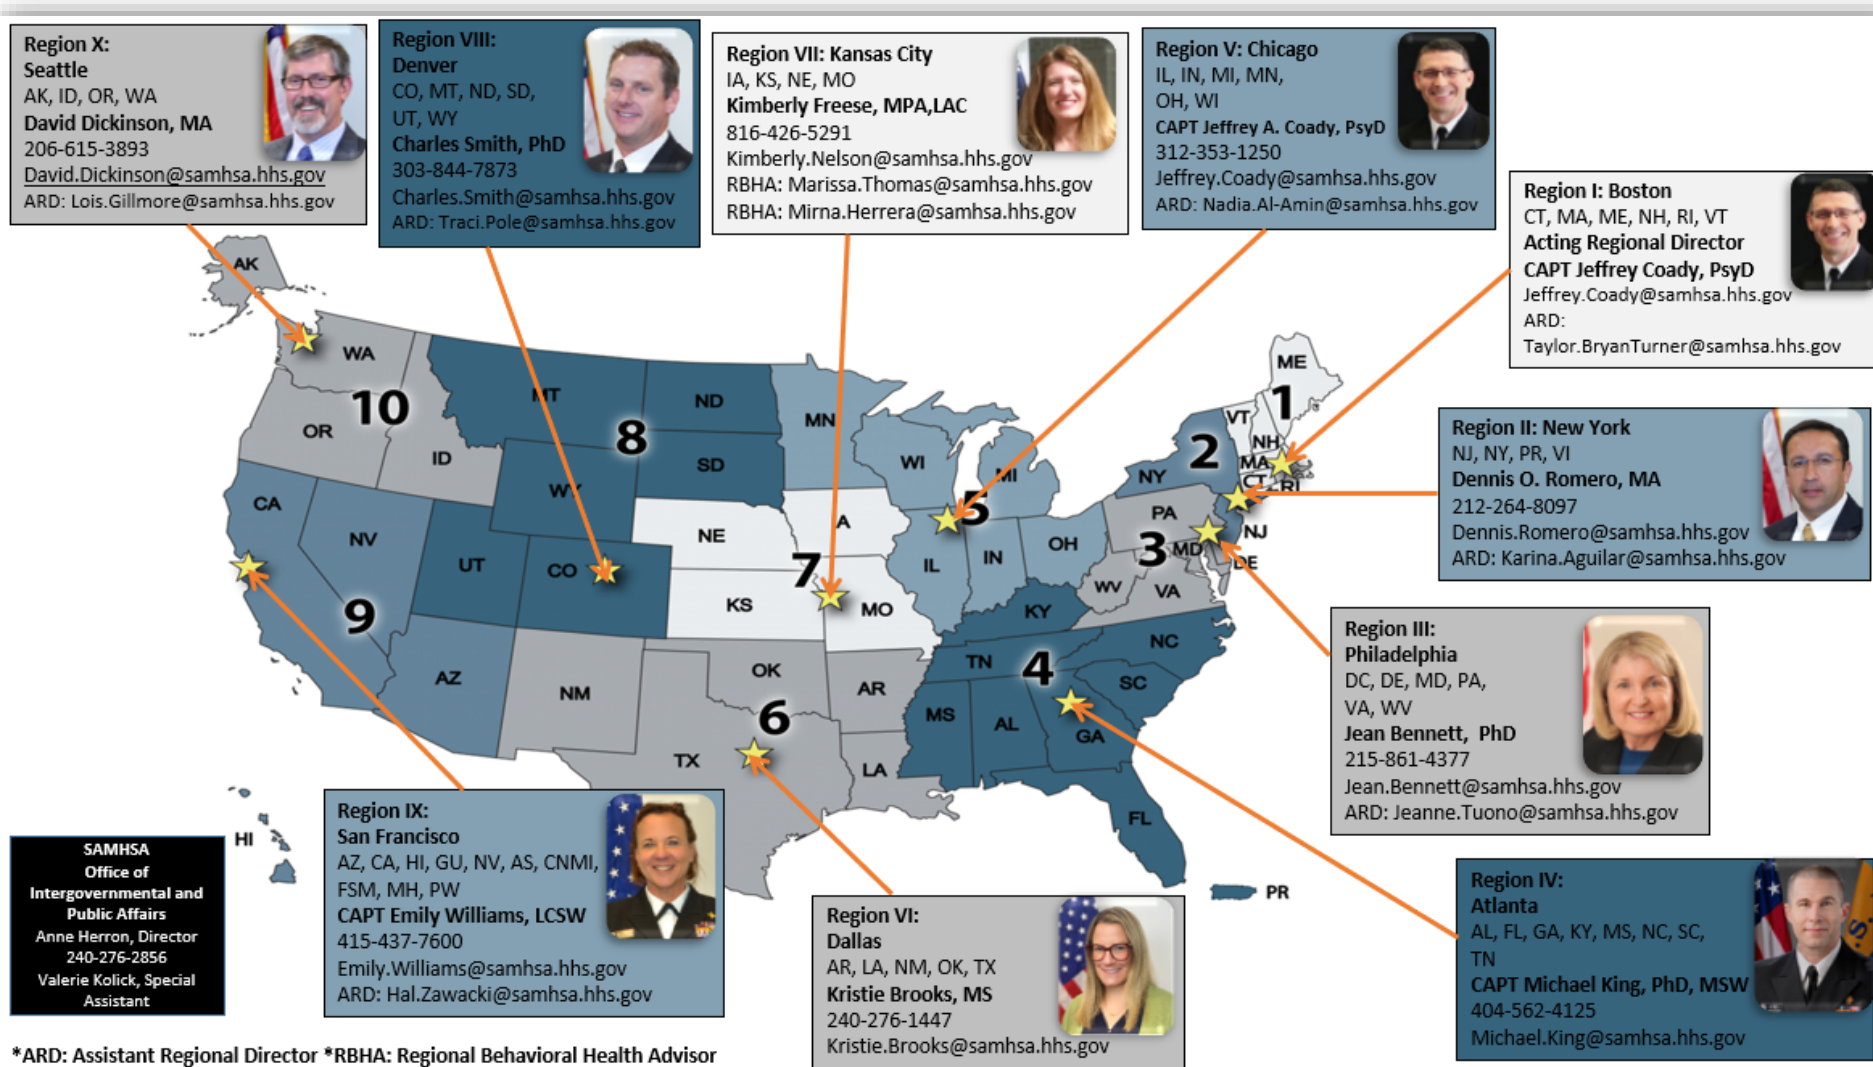 Region X:
Seattle
AK, ID, OR, WA
David Dickinson, MA
206-615-3893
David.Dickinson@samhsa.hhs.gov
ARD: Lois.Gillmore@samhsa.hhs.gov
Region VIII:
Denver
CO, MT, ND, SD,
UT, WY
Charles Smith, PhD
303-844-7873
Charles.Smith@samhsa.hhs.gov
ARD: Traci.Pole@samhsa.hhs.gov
Region VII: Kansas City
IA, KS, NE, MO
Kimberly Freese, MPA,LAC
816-426-5291
Kimberly.Nelson@samhsa.hhs.gov
RBHA: Marissa.Thomas@samhsa.hhs.gov
RBHA: Mirna.Herrera@samhsa.hhs.gov
Region V: Chicago
IL, IN, MI, MN,
OH, WI
CAPT Jeffrey A. Coady, PsyD
312-353-1250
Jeffrey.Coady@samhsa.hhs.gov
ARD: Nadia.Al-Amin@samhsa.hhs.gov
Region I: Boston
CT, MA, ME, NH, RI, VT
Acting Regional Director
CAPT Jeffrey Coady, PsyD
Jeffrey.Coady@samhsa.hhs.gov
ARD:
Taylor.BryanTurner@samhsa.hhs.gov
Region II: New York
NJ, NY, PR, VI
Dennis O. Romero, MA
212-264-8097
Dennis.Romero@samhsa.hhs.gov
ARD: Karina.Aguilar@samhsa.hhs.gov
Region III:
Philadelphia
DC, DE, MD, PA,
VA, WV
Jean Bennett, PhD
215-861-4377
Jean.Bennett@samhsa.hhs.gov
ARD: Jeanne.Tuono@samhsa.hhs.gov
Region IV:
Atlanta
AL, FL, GA, KY, MS, NC, SC,
TN
CAPT Michael King, PhD, MSW
404-562-4125
Michael.King@samhsa.hhs.gov
Region VI:
Dallas
AR, LA, NM, OK, TX
Kristie Brooks, MS
240-276-1447
Kristie.Brooks@samhsa.hhs.gov
Region IX:
San Francisco
AZ, CA, HI, GU, NV, AS, CNMI,
FSM, MH, PW
CAPT Emily Williams, LCSW
415-437-7600
Emily.Williams@samhsa.hhs.gov
ARD: Hal.Zawacki@samhsa.hhs.gov
SAMHSA
Office of
Intergovernmental and
Public Affairs
Anne Herron, Director
240-276-2856
Valerie Kolick, Special
Assistant
AK
WA
10
OR
ID
MT
ND
8
SD
WY
MN
WI
MI
5
ME
1
VT
NH
2
NY
MA
CT
RI
CA
NV
9
UT
CO
NE
KS
7
MO
IL
IN
OH
PA
3
NJ
MD
DE
WV
VA
KY
AZ
NM
OK
6
TX
AR
LA
TN
4
NC
SC
MS
AL
GA
FL
HI
PR
*ARD: Assistant Regional Director *RBHA: Regional Behavioral Health Advisor